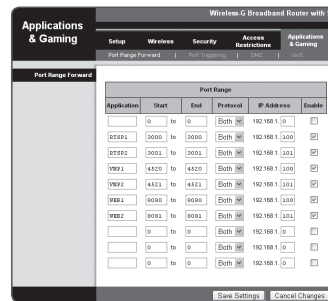 Wireless-G Broadband Router with
Applications & Gaming
Setup Wireless Security Access Restrictions Applications & Gaming
Port Range Forward | Port Triggering | DMZ | QoS
Port Range Forward
Port Range
Application Start End Protocol IP Address Enable
0 to 0 Both 192.168.1. 0
RTSP1 3000 to 3000 Both 192.168.1. 100
RTSP2 3001 to 3001 Both 192.168.1. 101
VNP1 4520 to 4520 Both 192.168.1. 100
VNP2 4521 to 4521 Both 192.168.1. 101
WEB1 8080 to 8080 Both 192.168.1. 100
WEB2 8081 to 8081 Both 192.168.1. 101
0 to 0 Both 192.168.1. 0
0 to 0 Both 192.168.1. 0
0 to 0 Both 192.168.1. 0
Save Settings Cancel Changes